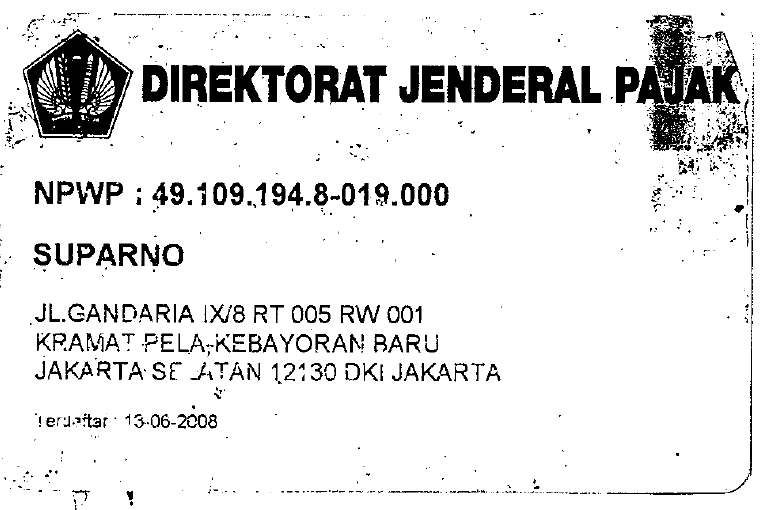 DIREKTORAT JENDERAL PAJAK
NPWP : 49.109.194.8-019.000
SUPARNO
JL.GANDARIA IX/8 RT 005 RW 001
KRAMAT PELA,KEBAYORAN BARU
JAKARTA SELATAN 12130 DKI JAKARTA
Terdaftar : 13-06-2008